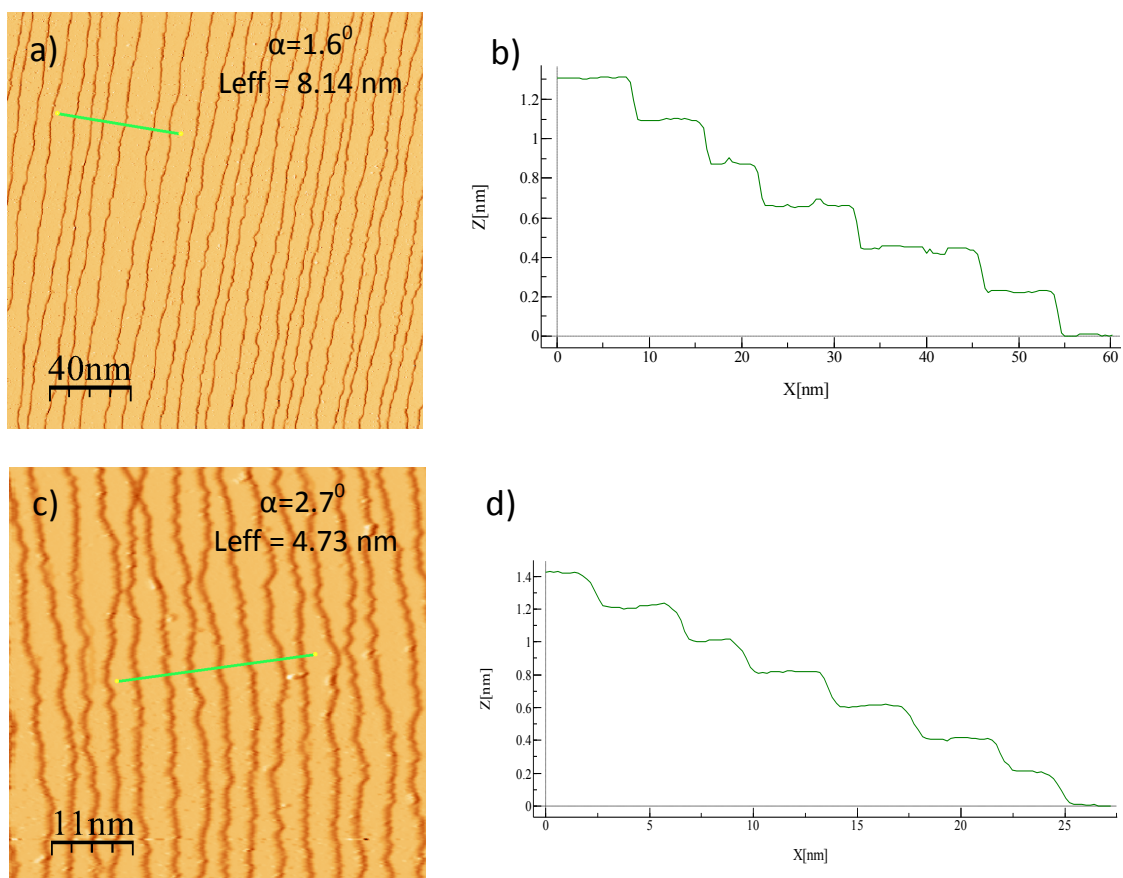 a)
α=1.6⁰
Leff = 8.14 nm
40nm
b)
Z[nm]
1.2
1
0.8
0.6
0.4
0.2
0
0 10 20 30 40 50 60
X[nm]
c)
α=2.7⁰
Leff = 4.73 nm
11nm
d)
Z[nm]
1.4
1.2
1
0.8
0.6
0.4
0.2
0
0 5 10 15 20 25
X[nm]